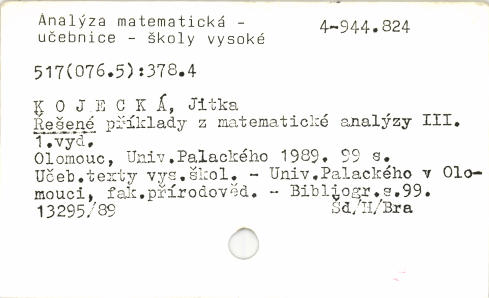 Analýza matematická - 4-944.824
učebnice - školy vysoké
517(076.5):378.4
K O J E C K Á, Jitka
Řešené příklady z matematické analýzy III.
1.vyd.
Olomouc, Univ.Palackého 1989. 99 s.
Učeb.texty vys.škol. - Univ.Palackého v Olo-
mouci, fak.přírodověd. - Bibliogr.s.99.
13295/89 Šd/H/Bra